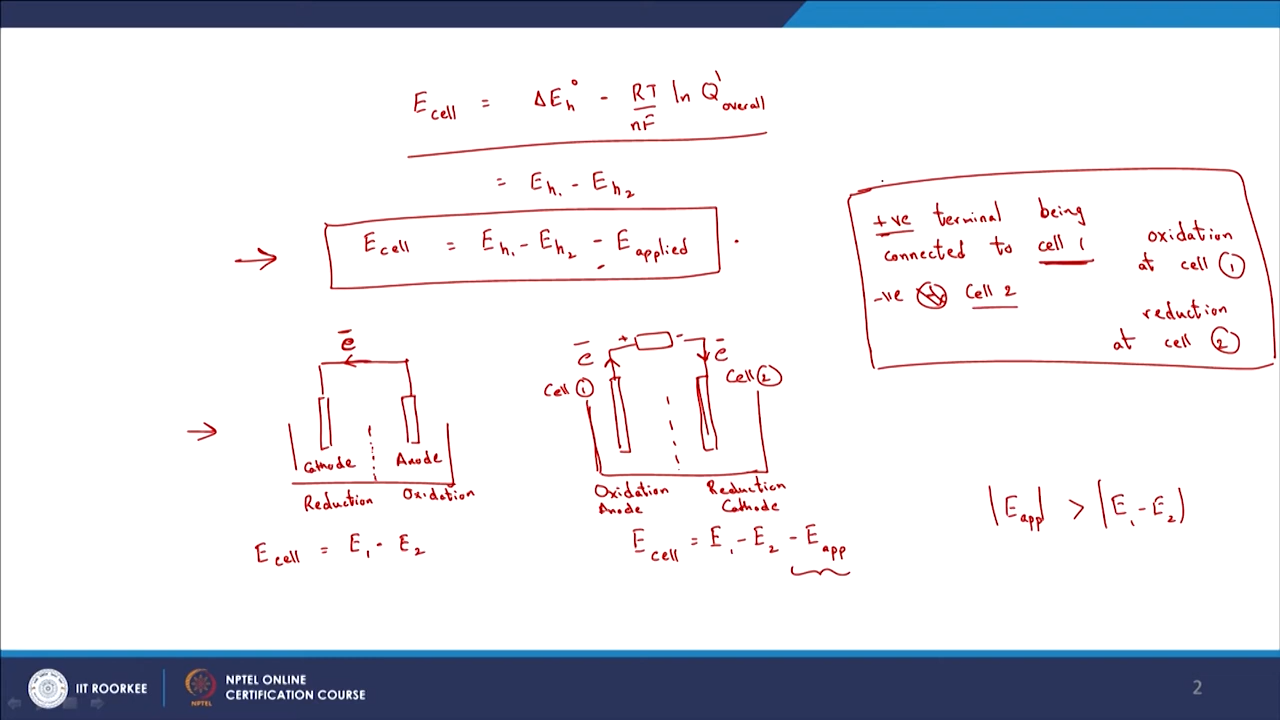 E cell = ΔEh° - RT/nF ln Q' overall
= Eh1 - Eh2
→ E cell = Eh1 - Eh2 - E applied
+ve terminal being
connected to cell 1
-ve cell 2
oxidation
at cell ①
reduction
at cell ②
→
ē
Cathode Anode
Reduction Oxidation
E cell = E1 - E2
+ -
ē ē
Cell ① Cell ②
Oxidation Reduction
Anode Cathode
E cell = E1 - E2 - E app
|E app| > |E1 - E2|
IIT ROORKEE
NPTEL ONLINE
CERTIFICATION COURSE
NPTEL
2